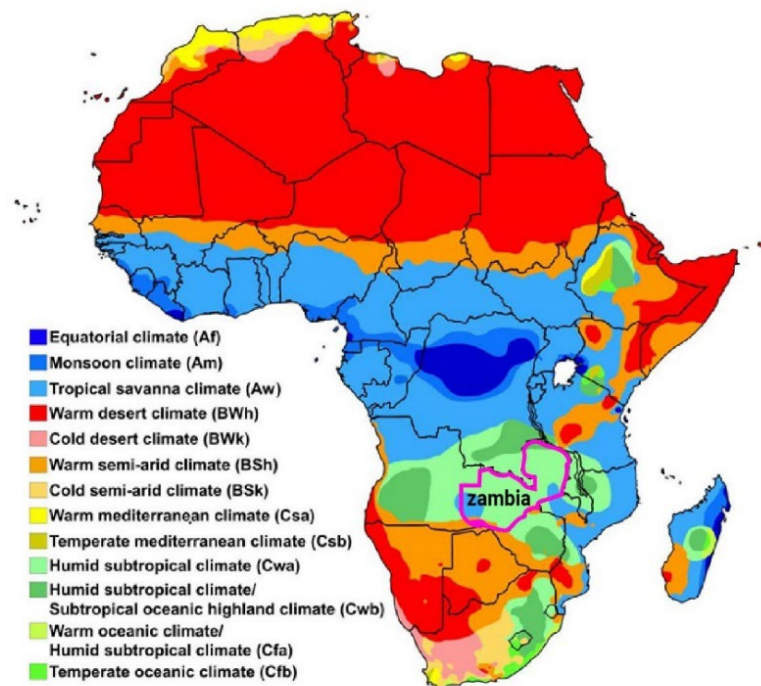 Equatorial climate (Af)
Monsoon climate (Am)
Tropical savanna climate (Aw)
Warm desert climate (BWh)
Cold desert climate (BWk)
Warm semi-arid climate (BSh)
Cold semi-arid climate (BSk)
Warm mediterranean climate (Csa)
Temperate mediterranean climate (Csb)
Humid subtropical climate (Cwa)
Humid subtropical climate/
Subtropical oceanic highland climate (Cwb)
Warm oceanic climate/
Humid subtropical climate (Cfa)
Temperate oceanic climate (Cfb)
zambia